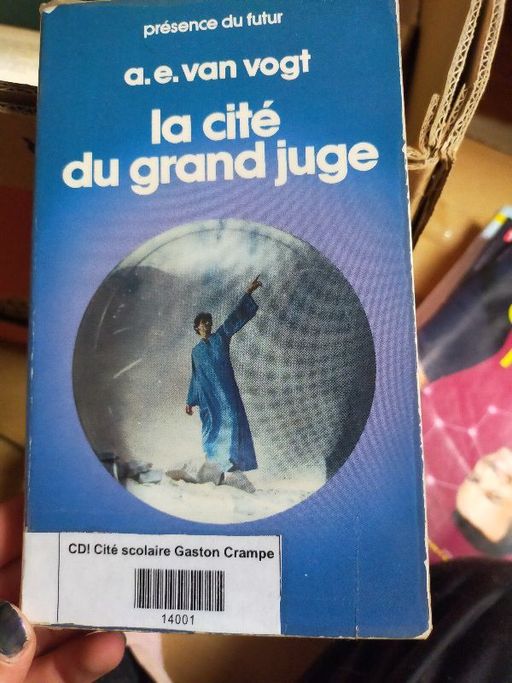 présence du futur
a.e.van vogt
la cité
du grand juge
CDI Cité scolaire Gaston Crampe
14001